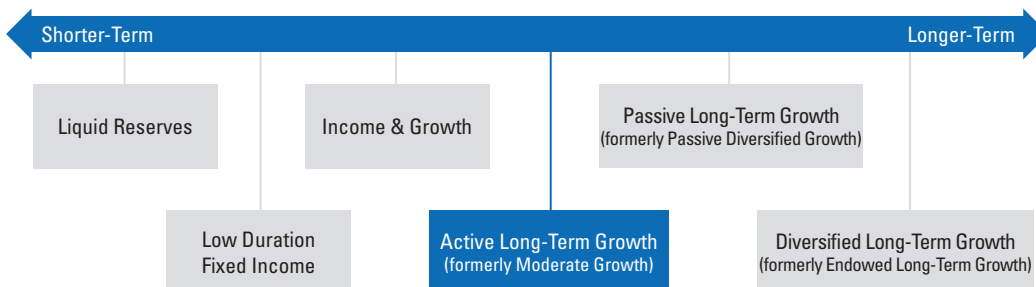 Shorter-Term
Longer-Term
Liquid Reserves
Income & Growth
Passive Long-Term Growth
(formerly Passive Diversified Growth)
Low Duration
Fixed Income
Active Long-Term Growth
(formerly Moderate Growth)
Diversified Long-Term Growth
(formerly Endowed Long-Term Growth)